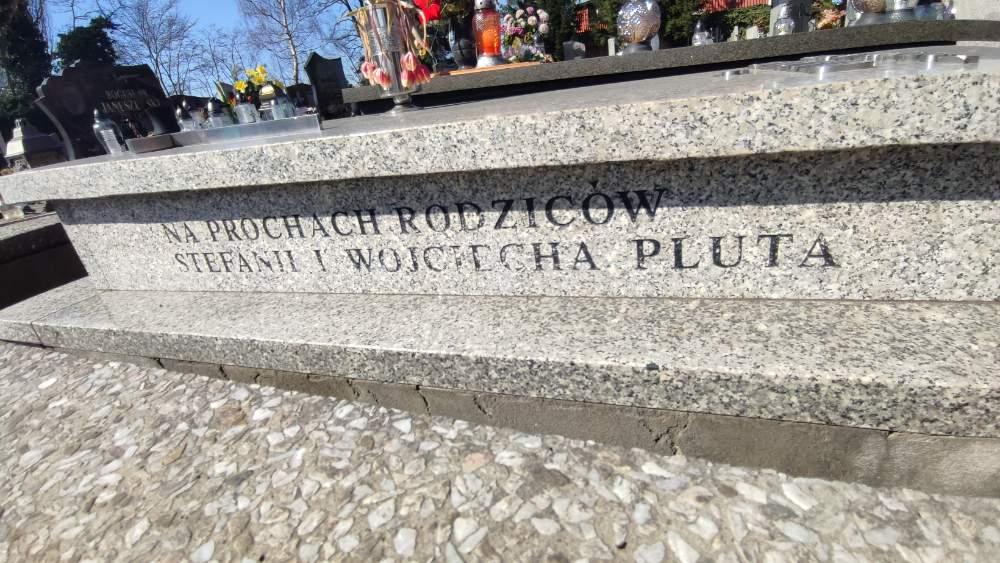 NA PROCHACH RODZICÓW
STEFANII I WOJCIECHA PLUTA